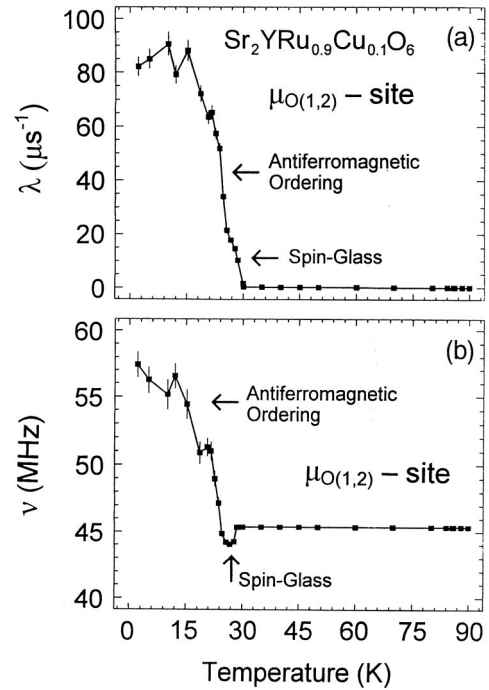 Sr₂YRu₀.₉Cu₀.₁O₆ (a)
μO(1,2) – site
Antiferromagnetic
Ordering
Spin-Glass
λ (μs⁻¹)
100
80
60
40
20
0
(b)
Antiferromagnetic
Ordering
μO(1,2) – site
Spin-Glass
ν (MHz)
60
55
50
45
40
0 15 30 45 60 75 90
Temperature (K)